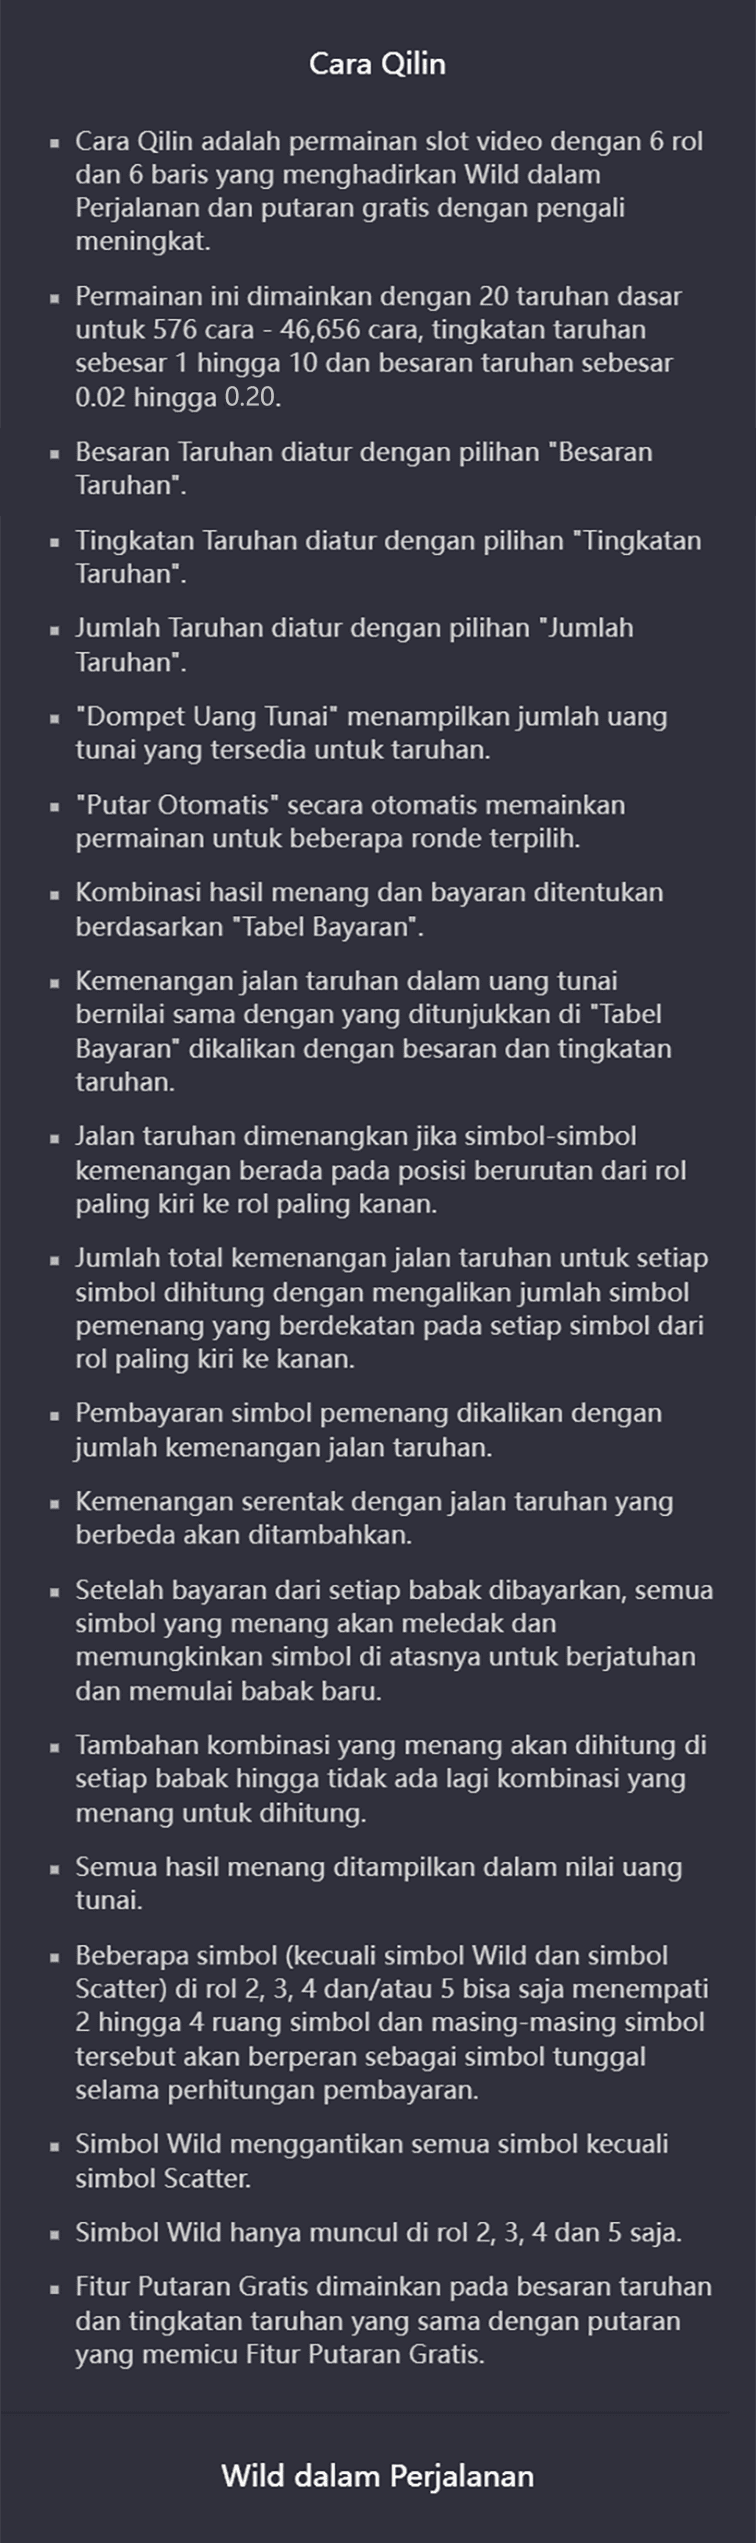 Cara Qilin
▪ Cara Qilin adalah permainan slot video dengan 6 rol
dan 6 baris yang menghadirkan Wild dalam
Perjalanan dan putaran gratis dengan pengali
meningkat.
▪ Permainan ini dimainkan dengan 20 taruhan dasar
untuk 576 cara - 46,656 cara, tingkatan taruhan
sebesar 1 hingga 10 dan besaran taruhan sebesar
0.02 hingga 0.20.
▪ Besaran Taruhan diatur dengan pilihan "Besaran
Taruhan".
▪ Tingkatan Taruhan diatur dengan pilihan "Tingkatan
Taruhan".
▪ Jumlah Taruhan diatur dengan pilihan "Jumlah
Taruhan".
▪ "Dompet Uang Tunai" menampilkan jumlah uang
tunai yang tersedia untuk taruhan.
▪ "Putar Otomatis" secara otomatis memainkan
permainan untuk beberapa ronde terpilih.
▪ Kombinasi hasil menang dan bayaran ditentukan
berdasarkan "Tabel Bayaran".
▪ Kemenangan jalan taruhan dalam uang tunai
bernilai sama dengan yang ditunjukkan di "Tabel
Bayaran" dikalikan dengan besaran dan tingkatan
taruhan.
▪ Jalan taruhan dimenangkan jika simbol-simbol
kemenangan berada pada posisi berurutan dari rol
paling kiri ke rol paling kanan.
▪ Jumlah total kemenangan jalan taruhan untuk setiap
simbol dihitung dengan mengalikan jumlah simbol
pemenang yang berdekatan pada setiap simbol dari
rol paling kiri ke kanan.
▪ Pembayaran simbol pemenang dikalikan dengan
jumlah kemenangan jalan taruhan.
▪ Kemenangan serentak dengan jalan taruhan yang
berbeda akan ditambahkan.
▪ Setelah bayaran dari setiap babak dibayarkan, semua
simbol yang menang akan meledak dan
memungkinkan simbol di atasnya untuk berjatuhan
dan memulai babak baru.
▪ Tambahan kombinasi yang menang akan dihitung di
setiap babak hingga tidak ada lagi kombinasi yang
menang untuk dihitung.
▪ Semua hasil menang ditampilkan dalam nilai uang
tunai.
▪ Beberapa simbol (kecuali simbol Wild dan simbol
Scatter) di rol 2, 3, 4 dan/atau 5 bisa saja menempati
2 hingga 4 ruang simbol dan masing-masing simbol
tersebut akan berperan sebagai simbol tunggal
selama perhitungan pembayaran.
▪ Simbol Wild menggantikan semua simbol kecuali
simbol Scatter.
▪ Simbol Wild hanya muncul di rol 2, 3, 4 dan 5 saja.
▪ Fitur Putaran Gratis dimainkan pada besaran taruhan
dan tingkatan taruhan yang sama dengan putaran
yang memicu Fitur Putaran Gratis.
Wild dalam Perjalanan